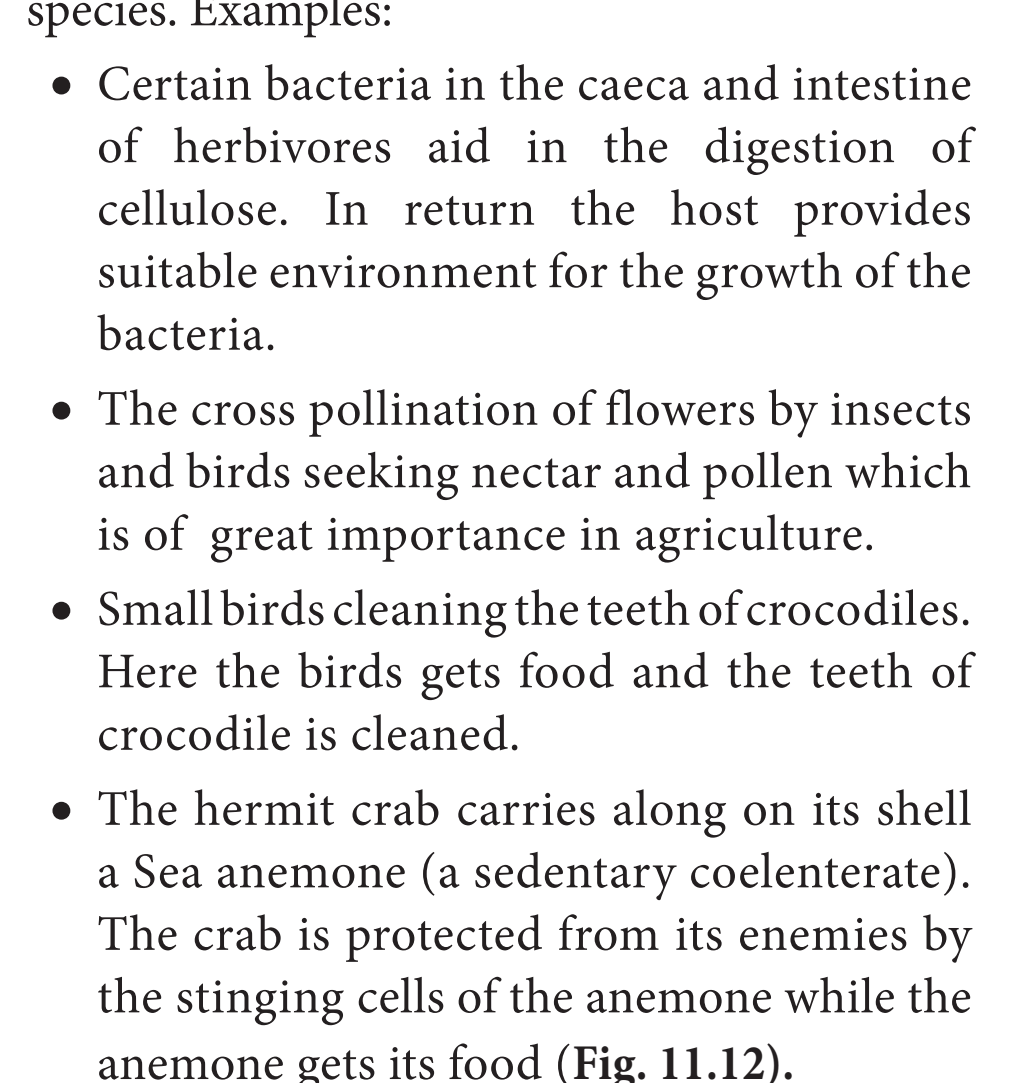 species. Examples:
• Certain bacteria in the caeca and intestine
of herbivores aid in the digestion of
cellulose. In return the host provides
suitable environment for the growth of the
bacteria.
• The cross pollination of flowers by insects
and birds seeking nectar and pollen which
is of great importance in agriculture.
• Small birds cleaning the teeth of crocodiles.
Here the birds gets food and the teeth of
crocodile is cleaned.
• The hermit crab carries along on its shell
a Sea anemone (a sedentary coelenterate).
The crab is protected from its enemies by
the stinging cells of the anemone while the
anemone gets its food (Fig. 11.12).